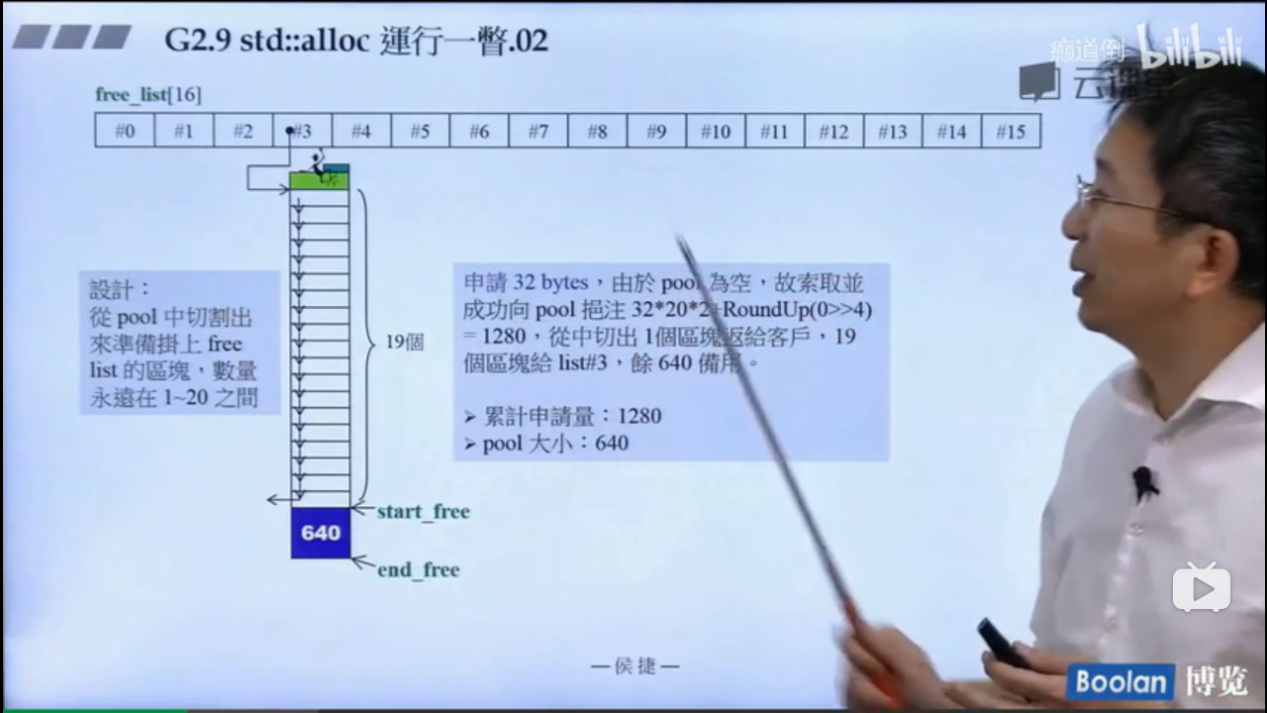 G2.9 std::alloc 運行一瞥.02
癲道倒 bilibili
云课堂
free_list[16]
#0 #1 #2 #3 #4 #5 #6 #7 #8 #9 #10 #11 #12 #13 #14 #15
設計：
從 pool 中切割出
來準備掛上 free
list 的區塊，數量
永遠在 1~20 之間
19個
申請 32 bytes，由於 pool 為空，故索取並
成功向 pool 挹注 32*20*2+RoundUp(0>>4)
= 1280，從中切出 1個區塊返給客戶，19
個區塊給 list#3，餘 640 備用。
➢ 累計申請量：1280
➢ pool 大小：640
start_free
640
end_free
—侯捷—
Boolan 博览